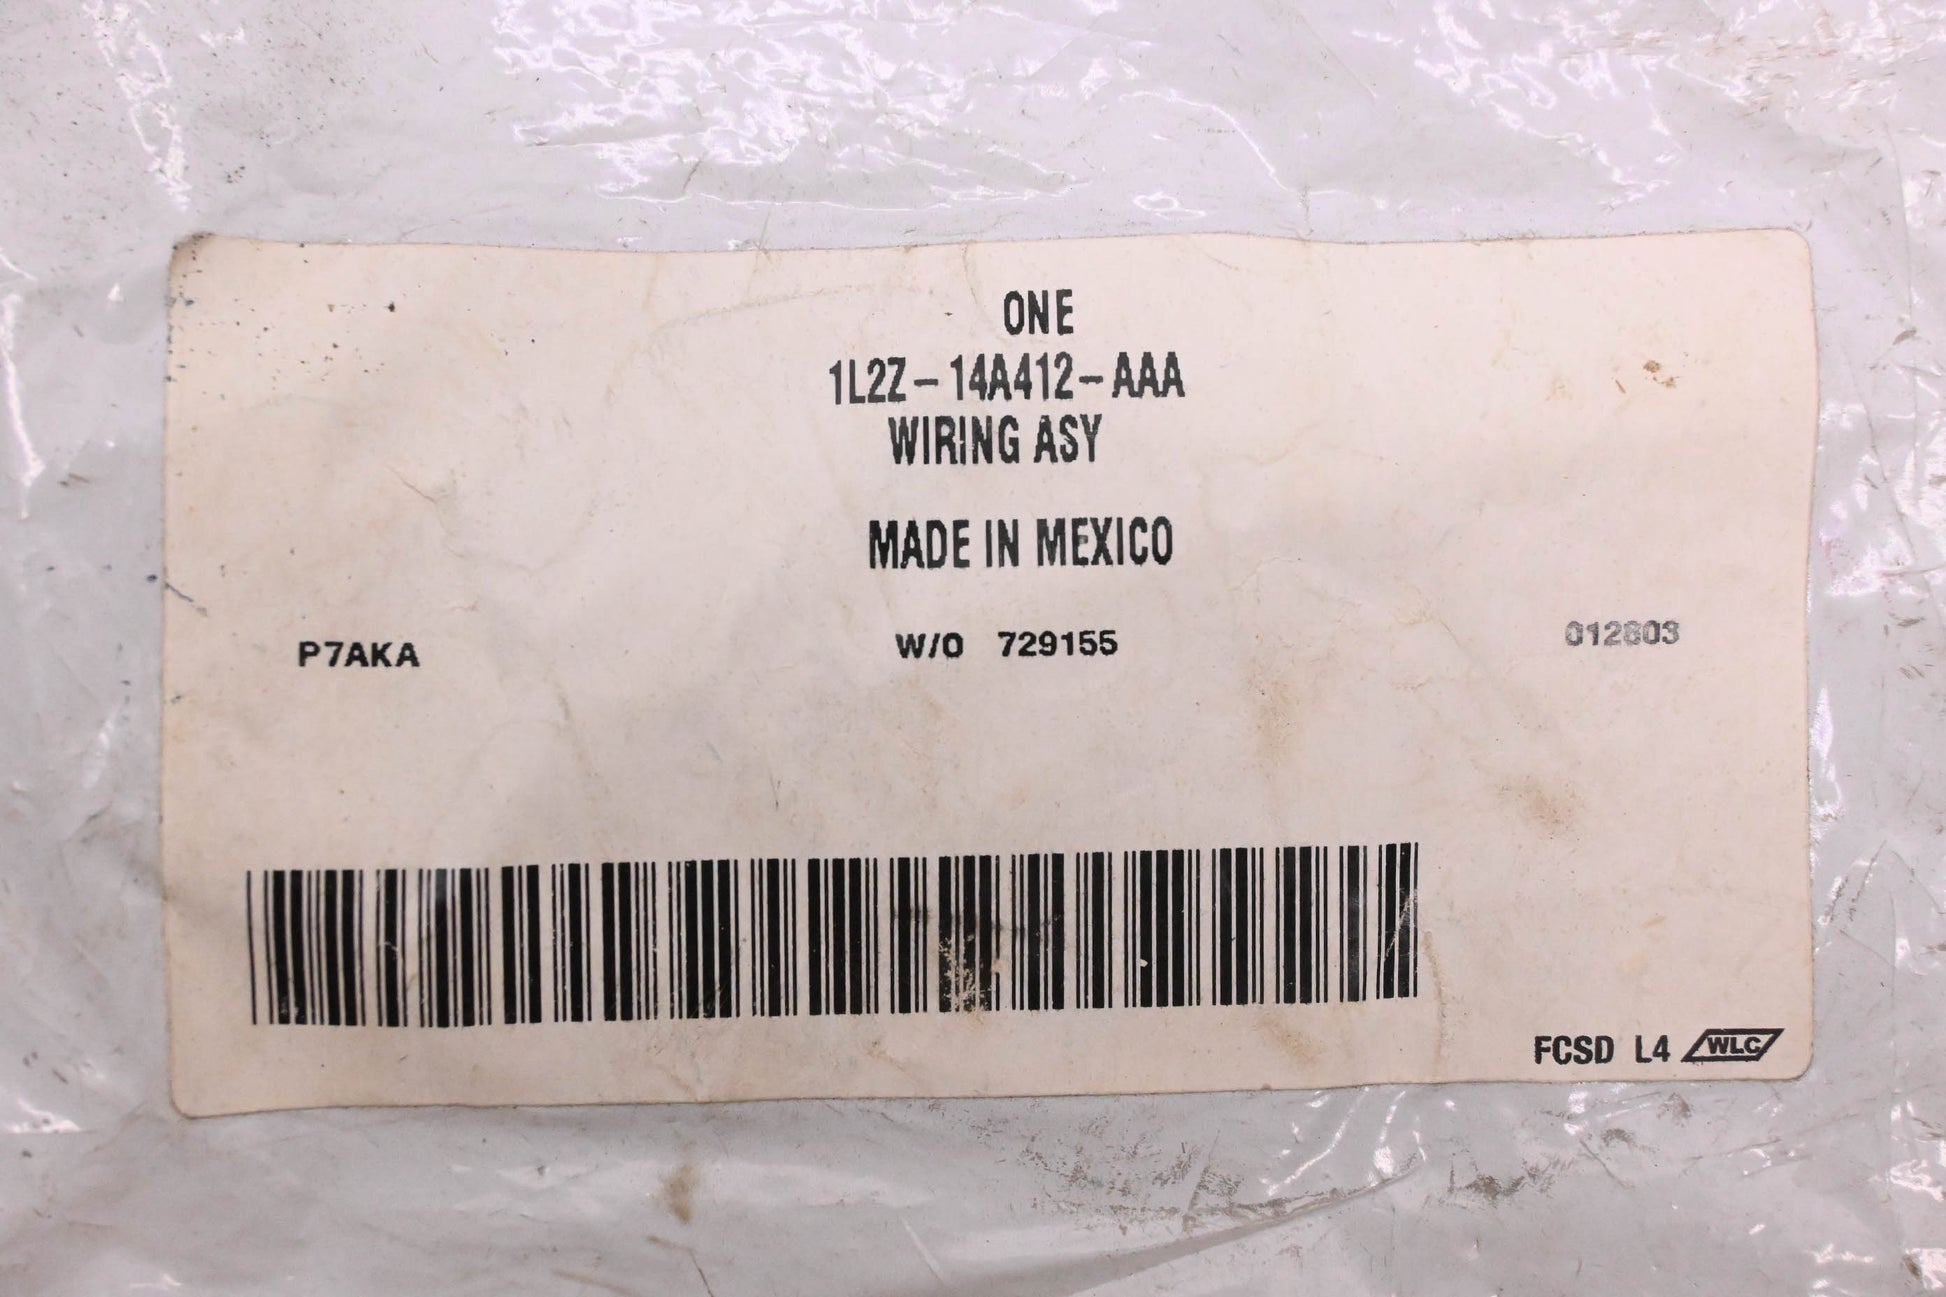 ONE
1L2Z-14A412-AAA
WIRING ASY
MADE IN MEXICO
P7AKA W/O 729155 012803
FCSD L4 WLC